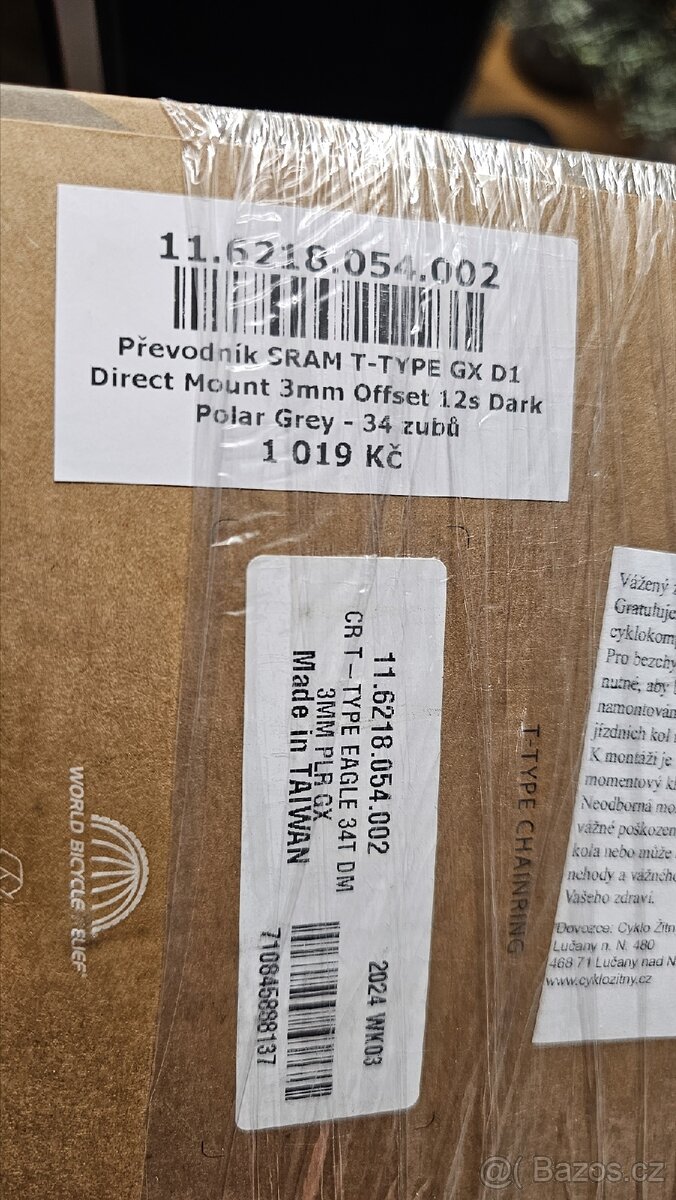 11.6218.054.002
Převodník SRAM T-TYPE GX D1
Direct Mount 3mm Offset 12s Dark
Polar Grey - 34 zubů
1 019 Kč
11.6218.054.002
CR T-TYPE EAGLE 34T DM
3MM PLR GX
Made in TAIWAN
2024 WK03
710845888137
T-TYPE CHAINRING
WORLD BICYCLE RELIEF
Vážený
Gratuluje
cyklokom
Pro bezchy
nutné, aby
namontován
jízdních kol
K montáži je
momentový kl
Neodborná mo
vážné poškozen
kola nebo může
nehody a vážného
Vašeho zdraví.
Dovozce: Cyklo Žitn
Lučany n. N. 480
468 71 Lučany nad N
www.cyklozitny.cz
@( Bazos.cz